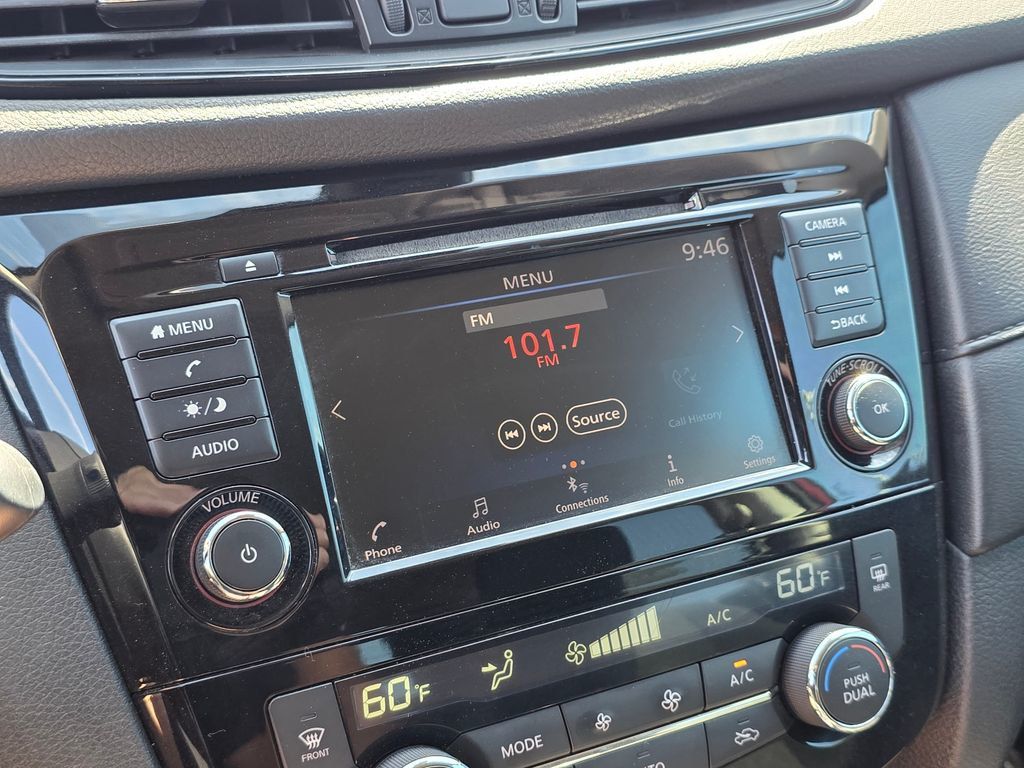 CAMERA
BACK
TUNE·SCROLL
OK
MENU
AUDIO
VOLUME
9:46
MENU
FM
101.7
FM
Source
Call History
Phone
Audio
Connections
Info
Settings
60°F
A/C
60°F
REAR
FRONT
MODE
A/C
PUSH
DUAL